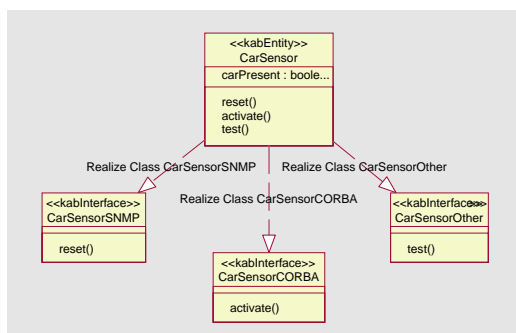 <<kabEntity>>
CarSensor
carPresent : boole...
reset()
activate()
test()
Realize Class CarSensorSNMP
Realize Class CarSensorOther
Realize Class CarSensorCORBA
<<kabInterface>>
CarSensorSNMP
reset()
<<kabInterface>>
CarSensorOther
test()
<<kabInterface>>
CarSensorCORBA
activate()